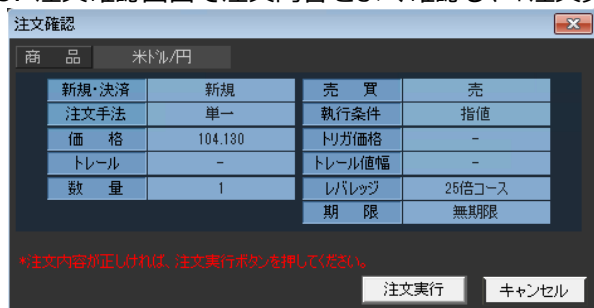 注文確認
商 品 米ドル/円
新規・決済 新規 売 買 売
注文手法 単一 執行条件 指値
価 格 104.130 トリガ価格 -
トレール - トレール値幅 -
数 量 1 レバレッジ 25倍コース
期 限 無期限
*注文内容が正しければ、注文実行ボタンを押してください。
注文実行 キャンセル